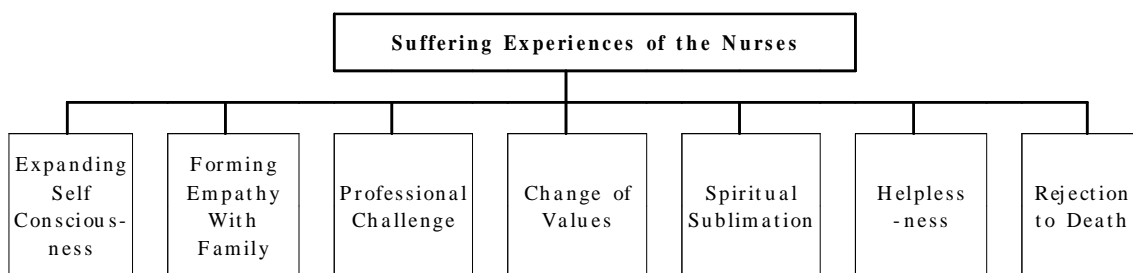 Suffering Experiences of the Nurses
Expanding
Self
Conscious-
ness
Forming
Empathy
With
Family
Professional
Challenge
Change of
Values
Spiritual
Sublimation
Helpless
-ness
Rejection
to Death